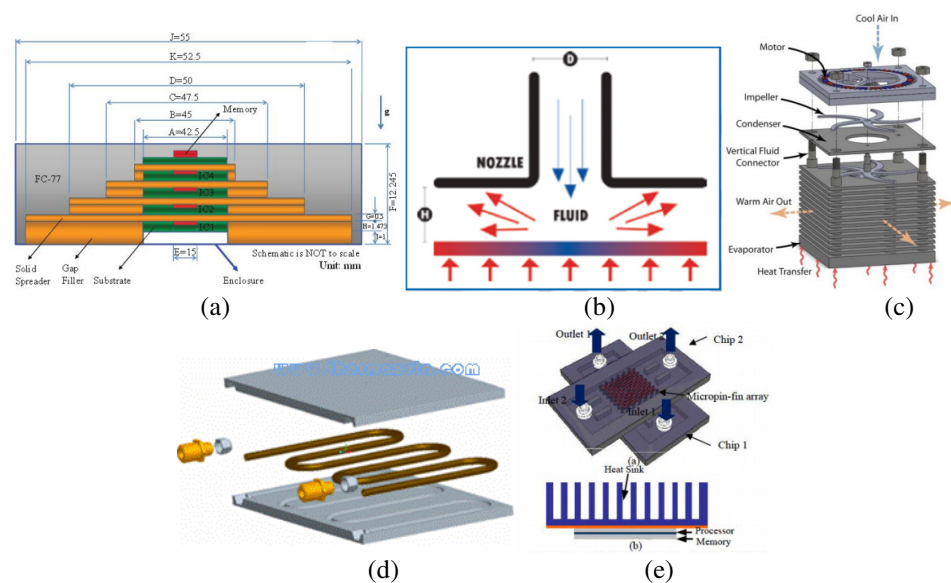 J=55
K=52.5
D=50
C=47.5
B=45
Memory
A=42.5
g
FC-77
IC4
IC3
IC2
IC1
F=12.245
G=0.5
H=1.473
I=1
E=15
Schematic is NOT to scale
Unit: mm
Solid
Spreader
Gap
Filler
Substrate
Enclosure
(a)
D
NOZZLE
H
FLUID
(b)
Cool Air In
Motor
Impeller
Condenser
Vertical Fluid
Connector
Warm Air Out
Evaporator
Heat Transfer
(c)
(d)
Outlet 1
Outlet 2
Chip 2
Micropin-fin array
Inlet 2
Inlet 1
Chip 1
(a)
Heat Sink
Processor
(b)
Memory
(e)